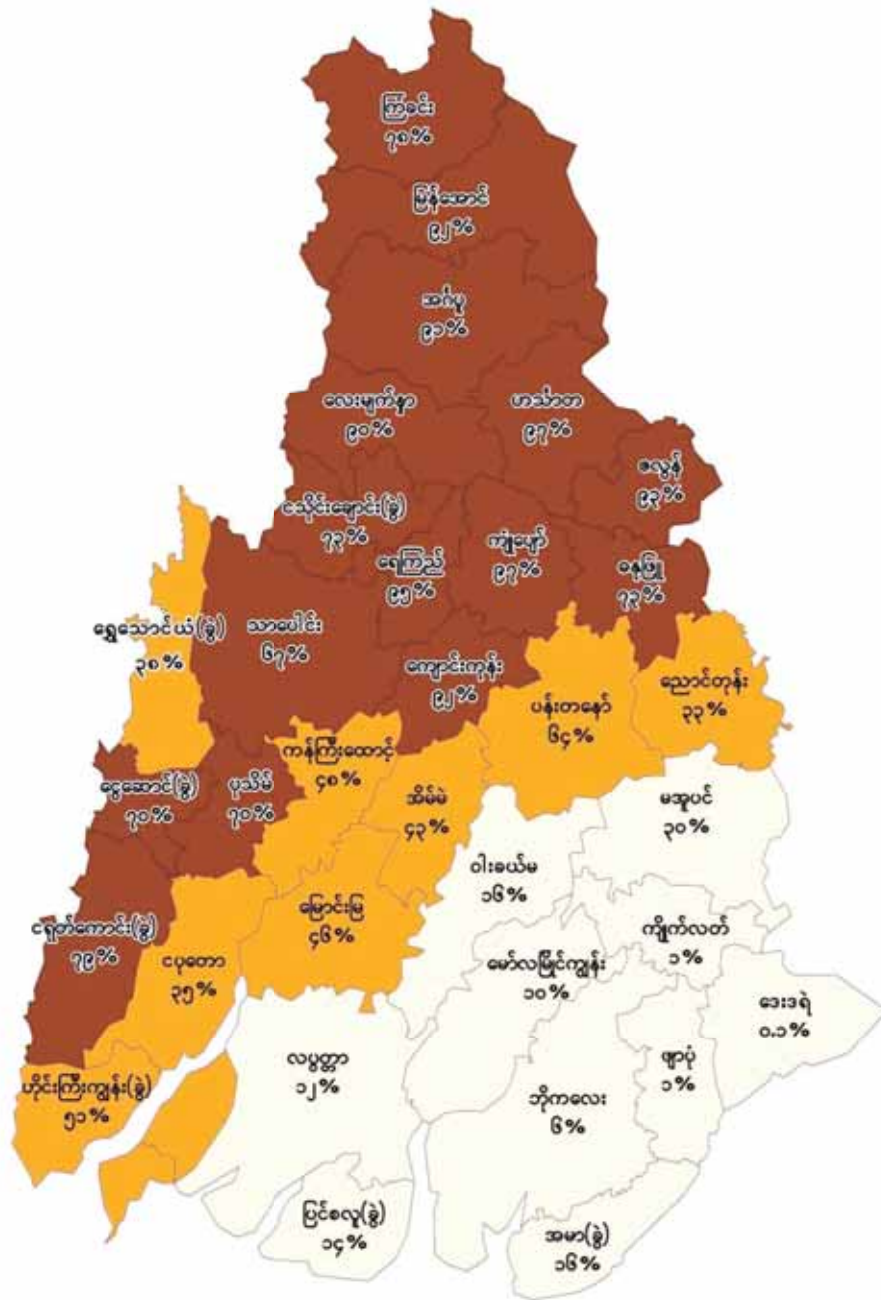 ကြံခင်း
၇၈%
မြန်အောင်
၉၂%
အင်္ဂပူ
၉၁%
လေးမျက်နှာ
၉၀%
ဟင်္သာတ
၉၇%
ဇလွန်
၉၃%
ငသိုင်းချောင်း(ခွဲ)
၇၃%
ရေကြည်
၉၅%
ကျုံပျော်
၉၇%
ဓနုဖြူ
၇၃%
ရွှေသောင်ယံ(ခွဲ)
၃၈%
သာပေါင်း
၆၇%
ကျောင်းကုန်း
၉၂%
ပန်းတနော်
၆၄%
ညောင်တုန်း
၃၃%
ငွေဆောင်(ခွဲ)
၇၀%
ပုသိမ်
၇၀%
ကန်ကြီးထောင့်
၄၈%
အိမ်မဲ
၄၃%
မအူပင်
၃၀%
ဝါးခယ်မ
၁၆%
ငရုတ်ကောင်း(ခွဲ)
၇၉%
ငပုတော
၃၅%
မြောင်းမြ
၄၆%
မော်လမြိုင်ကျွန်း
၁၀%
ကျိုက်လတ်
၁%
ဒေးဒရဲ
၀.၁%
ဟိုင်းကြီးကျွန်း(ခွဲ)
၅၁%
လပွတ္တာ
၁၂%
ဘိုကလေး
၆%
ဖျာပုံ
၁%
ပြင်စလူ(ခွဲ)
၁၄%
အမာ(ခွဲ)
၁၆%